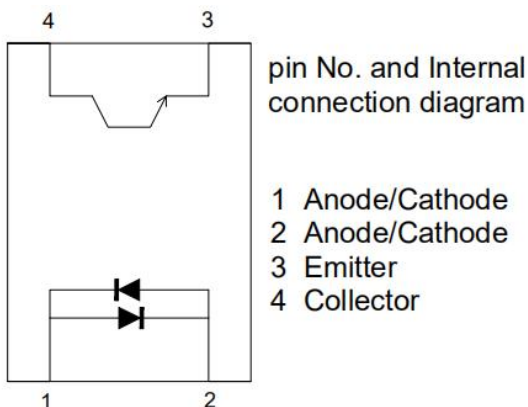 4 3
pin No. and Internal
connection diagram
1 Anode/Cathode
2 Anode/Cathode
3 Emitter
4 Collector
1 2